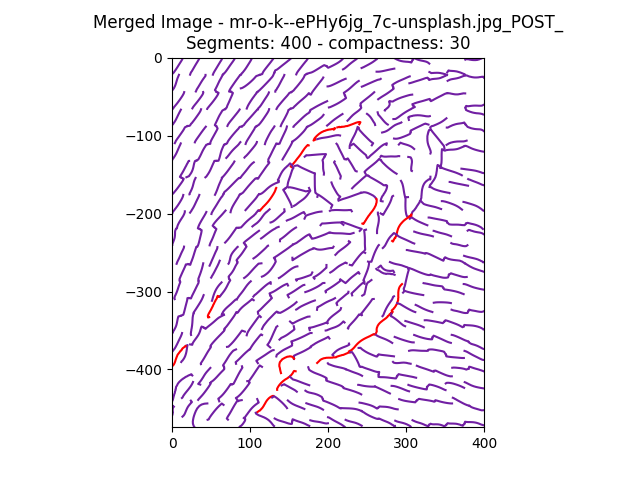 Merged Image - mr-o-k--ePHy6jg_7c-unsplash.jpg_POST_
Segments: 400 - compactness: 30
0
−100
−200
−300
−400
0 100 200 300 400